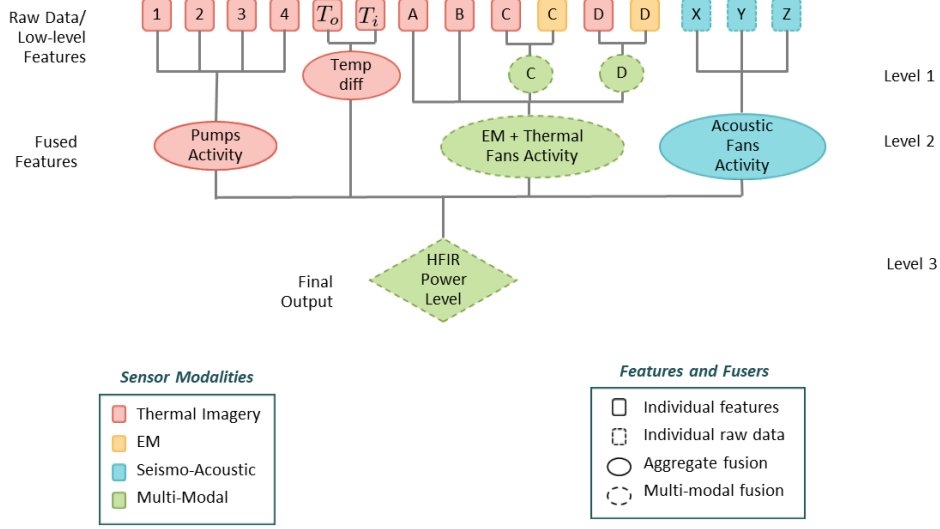 Raw Data/
Low-level
Features
1 2 3 4 T_o T_i A B C C D D X Y Z
Temp
diff
C D
Level 1
Fused
Features
Pumps
Activity
EM + Thermal
Fans Activity
Acoustic
Fans
Activity
Level 2
Final
Output
HFIR
Power
Level
Level 3
Sensor Modalities
Thermal Imagery
EM
Seismo-Acoustic
Multi-Modal
Features and Fusers
Individual features
Individual raw data
Aggregate fusion
Multi-modal fusion